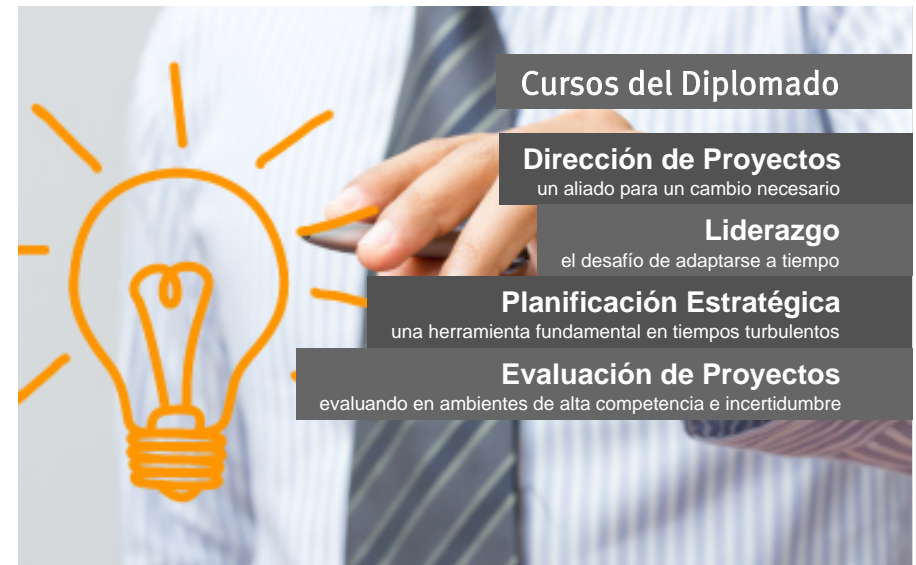 Cursos del Diplomado
Dirección de Proyectos
un aliado para un cambio necesario
Liderazgo
el desafío de adaptarse a tiempo
Planificación Estratégica
una herramienta fundamental en tiempos turbulentos
Evaluación de Proyectos
evaluando en ambientes de alta competencia e incertidumbre